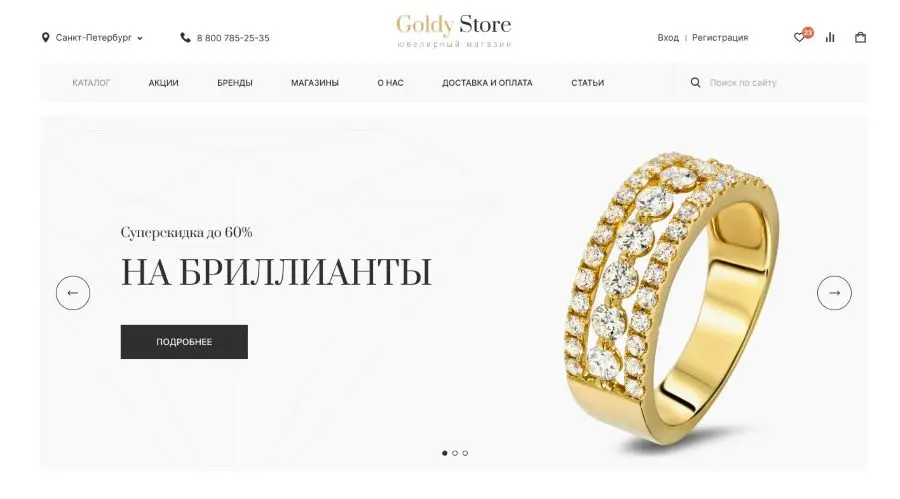 Goldy Store
ювелирный магазин
Санкт-Петербург
8 800 785-25-35
Вход | Регистрация
23
КАТАЛОГ
АКЦИИ
БРЕНДЫ
МАГАЗИНЫ
О НАС
ДОСТАВКА И ОПЛАТА
СТАТЬИ
Поиск по сайту
Суперскидка до 60%
НА БРИЛЛИАНТЫ
ПОДРОБНЕЕ